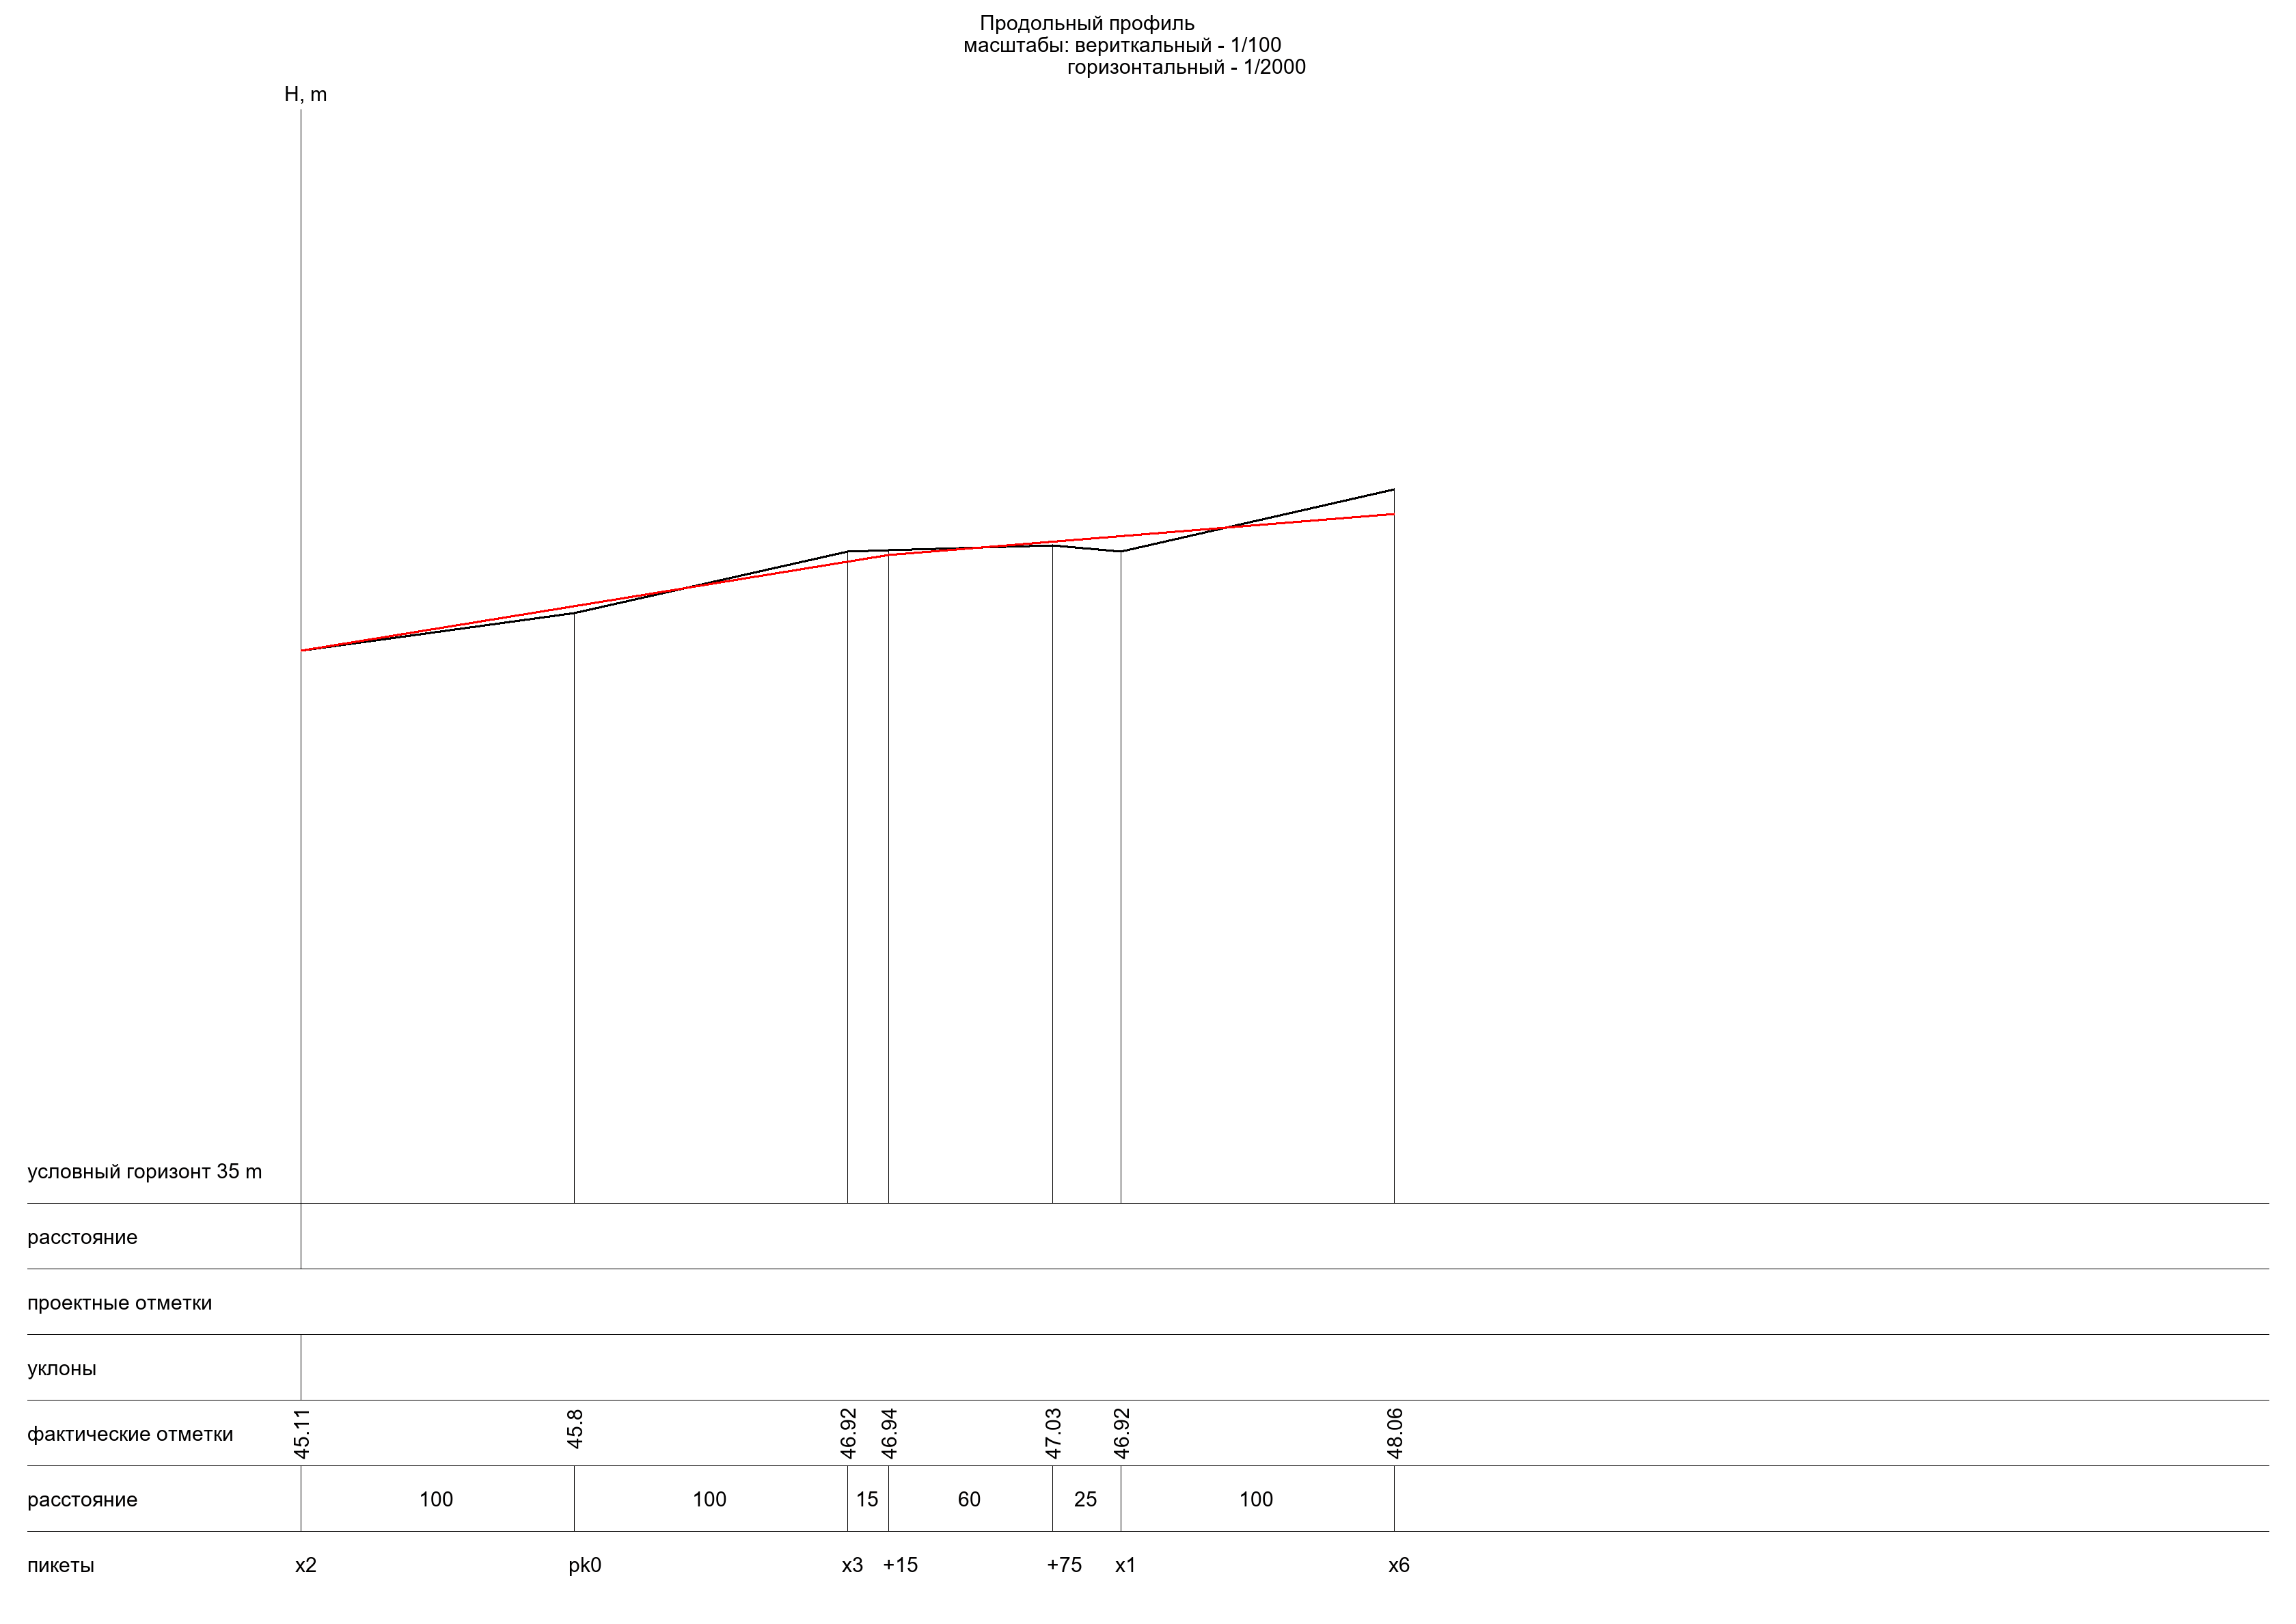 Продольный профиль
масштабы: вериткальный - 1/100
горизонтальный - 1/2000
H, m
условный горизонт 35 m
расстояние
проектные отметки
уклоны
фактические отметки 45.11 45.8 46.92 46.94 47.03 46.92 48.06
расстояние 100 100 15 60 25 100
пикеты x2 pk0 x3 +15 +75 x1 x6